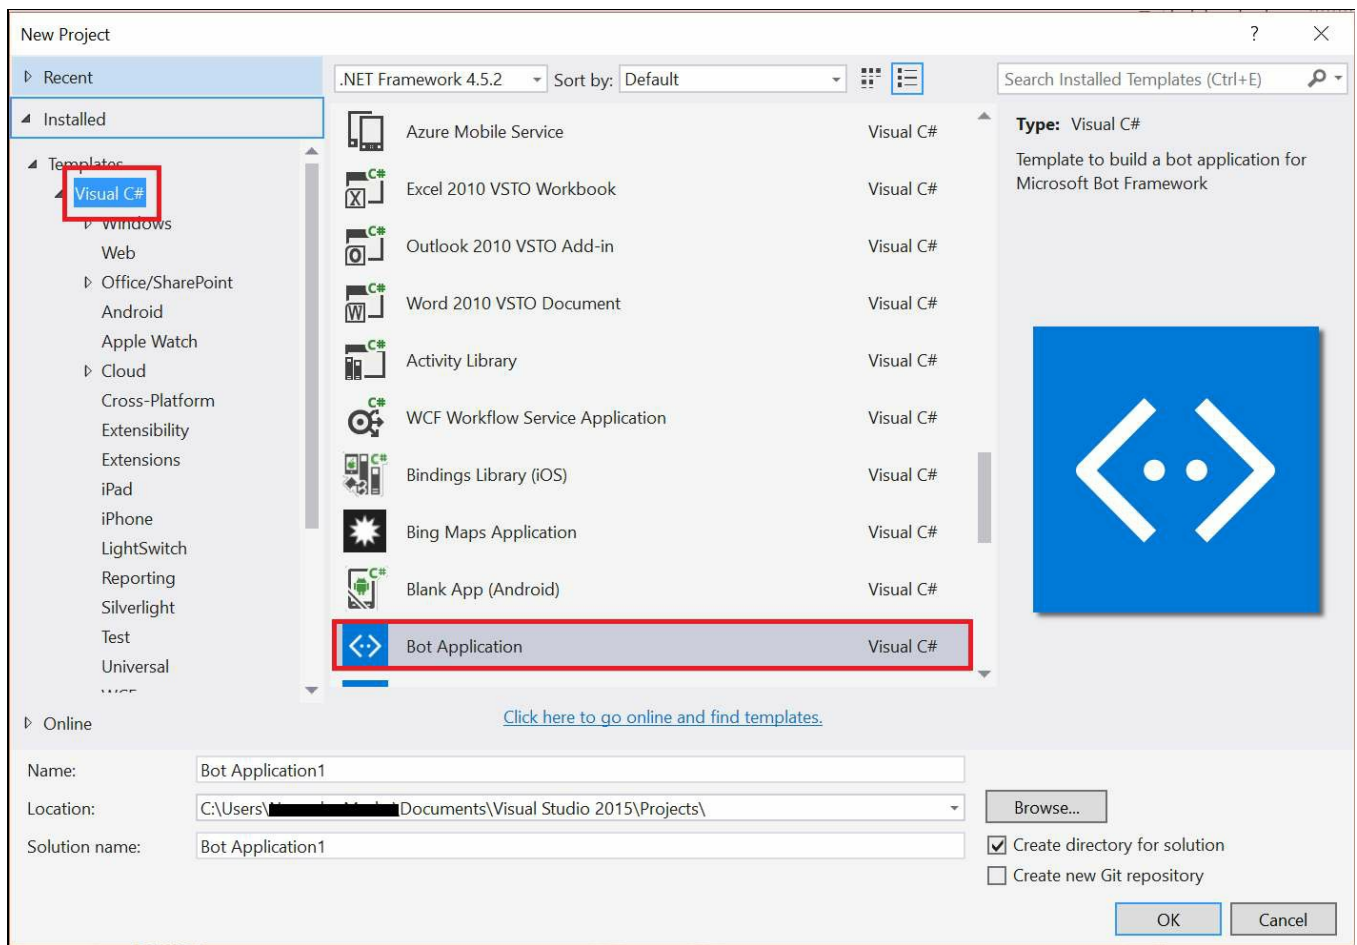 New Project
?
Recent
.NET Framework 4.5.2
Sort by: Default
Search Installed Templates (Ctrl+E)
Installed
Templates
Visual C#
Windows
Web
Office/SharePoint
Android
Apple Watch
Cloud
Cross-Platform
Extensibility
Extensions
iPad
iPhone
LightSwitch
Reporting
Silverlight
Test
Universal
Online
Azure Mobile Service Visual C#
Excel 2010 VSTO Workbook Visual C#
Outlook 2010 VSTO Add-in Visual C#
Word 2010 VSTO Document Visual C#
Activity Library Visual C#
WCF Workflow Service Application Visual C#
Bindings Library (iOS) Visual C#
Bing Maps Application Visual C#
Blank App (Android) Visual C#
Bot Application Visual C#
Click here to go online and find templates.
Type: Visual C#
Template to build a bot application for
Microsoft Bot Framework
Name: Bot Application1
Location: C:\Users\ \Documents\Visual Studio 2015\Projects\
Browse...
Solution name: Bot Application1
Create directory for solution
Create new Git repository
OK
Cancel